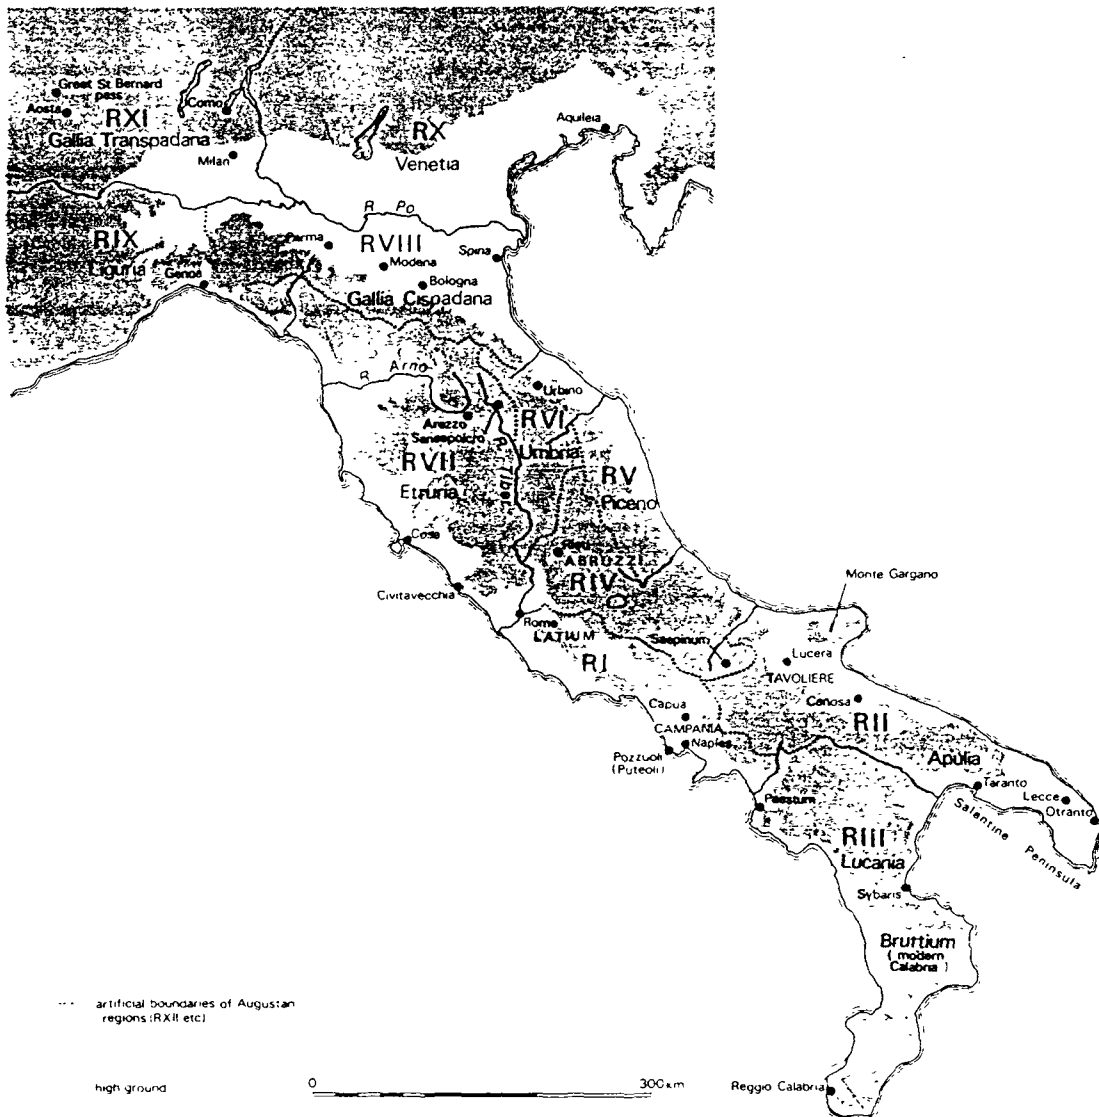 Great St Bernard
pass
Aosta
Como
RXI
Gallia Transpadana
Milan
RX
Venetia
Aquileia
R Po
RIX
Liguria
Genoa
Parma
RVIII
Modena
Spina
Bologna
Gallia Cispadana
R Arno
Urbino
Arezzo
Sansepolcro
RVI
Umbria
R Tiber
RVII
Etruria
RV
Piceno
Cosa
ABRUZZI
RIV
Civitavecchia
Rome
LATIUM
RI
Monte Gargano
Saepinum
Lucera
TAVOLIERE
Canosa
RII
Apulia
Capua
CAMPANIA
Naples
Pozzuoli
(Puteoli)
Paestum
Taranto
Lecce
Otranto
Salentine Peninsula
RIII
Lucania
Sybaris
Bruttium
(modern
Calabria)
Reggio Calabria
artificial boundaries of Augustan
regions (RXII etc)
high ground
0 300km